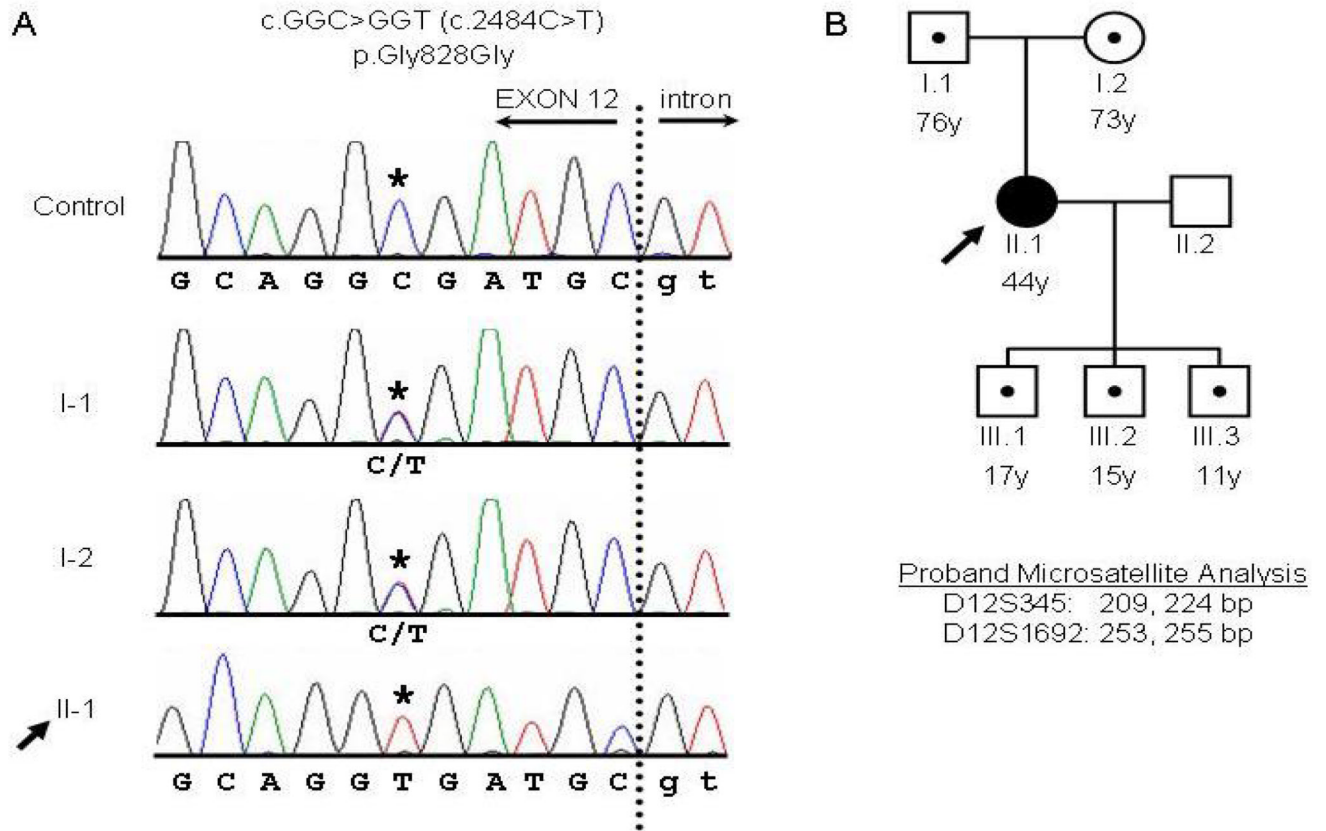 A
c.GGC>GGT (c.2484C>T)
p.Gly828Gly
EXON 12 intron
Control
*
G C A G G C G A T G C g t
I-1
*
C/T
I-2
*
C/T
II-1
*
G C A G G T G A T G C g t
B
I.1 I.2
76y 73y
II.1 II.2
44y
III.1 III.2 III.3
17y 15y 11y
Proband Microsatellite Analysis
D12S345: 209, 224 bp
D12S1692: 253, 255 bp